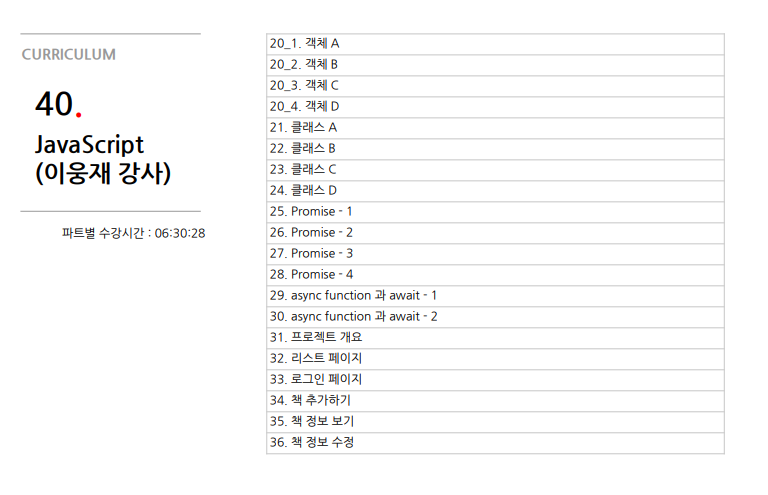 CURRICULUM
40.
JavaScript
(이웅재 강사)
파트별 수강시간 : 06:30:28
20_1. 객체 A
20_2. 객체 B
20_3. 객체 C
20_4. 객체 D
21. 클래스 A
22. 클래스 B
23. 클래스 C
24. 클래스 D
25. Promise - 1
26. Promise - 2
27. Promise - 3
28. Promise - 4
29. async function 과 await - 1
30. async function 과 await - 2
31. 프로젝트 개요
32. 리스트 페이지
33. 로그인 페이지
34. 책 추가하기
35. 책 정보 보기
36. 책 정보 수정